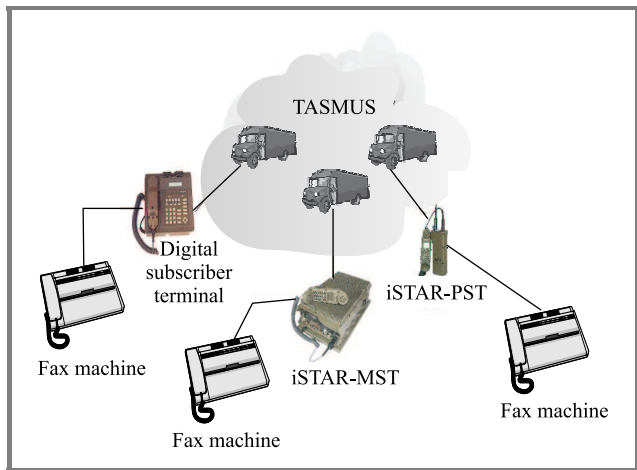 TASMUS
Digital
subscriber
terminal
iSTAR-PST
iSTAR-MST
Fax machine
Fax machine
Fax machine